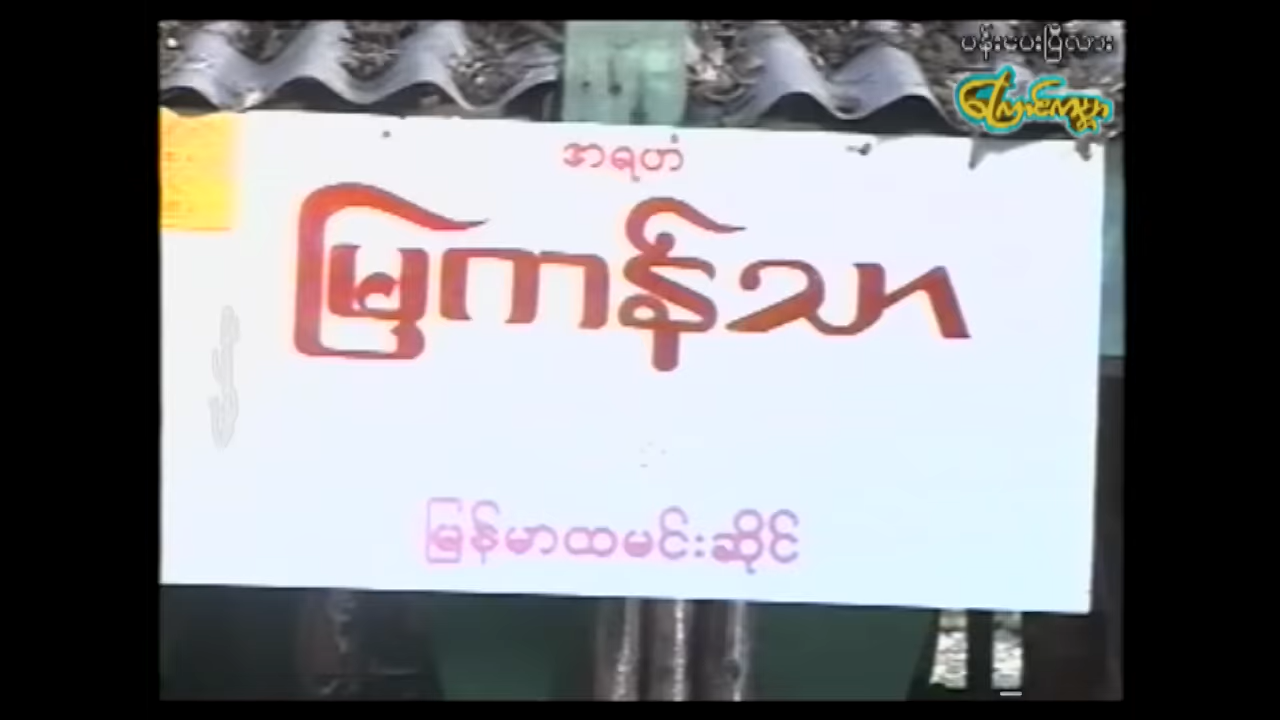 ပန်းပေးပြီလား
အရဟံ
မြကန်သာ
မြန်မာထမင်းဆိုင်